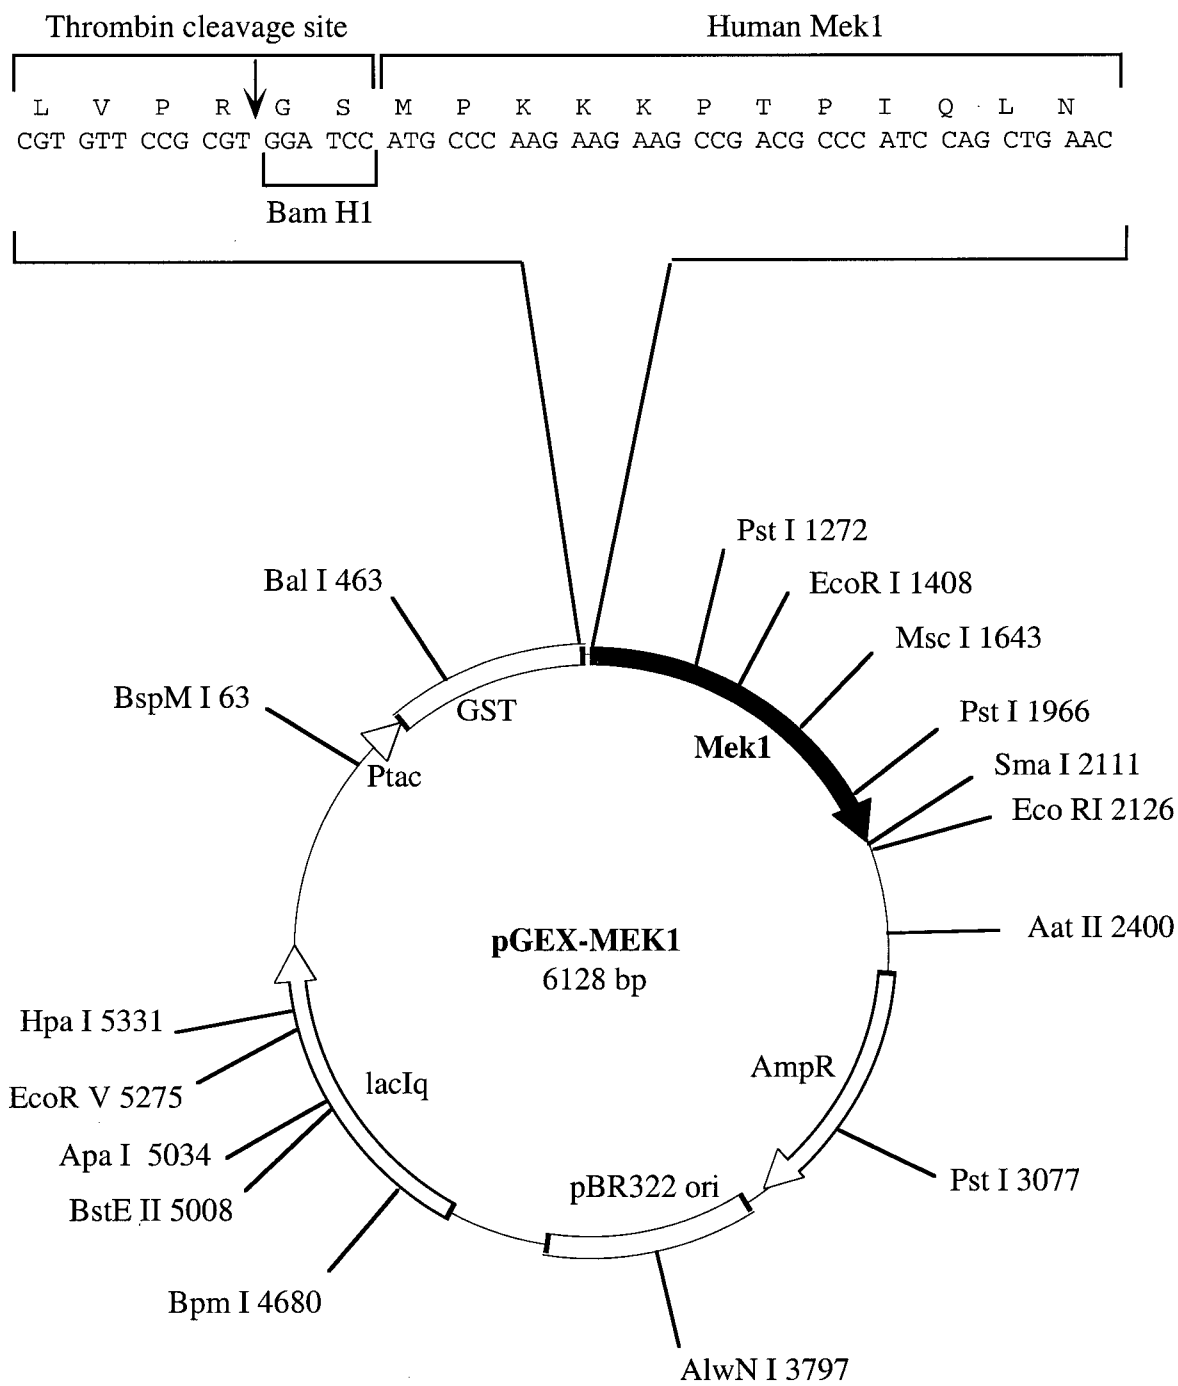 Thrombin cleavage site Human Mek1
L V P R G S M P K K K P T P I Q L N
CGT GTT CCG CGT GGA TCC ATG CCC AAG AAG AAG CCG ACG CCC ATC CAG CTG AAC
Bam H1
Pst I 1272
Bal I 463
EcoR I 1408
Msc I 1643
BspM I 63
GST
Pst I 1966
Mek1
Sma I 2111
Ptac
Eco RI 2126
pGEX-MEK1
Aat II 2400
6128 bp
Hpa I 5331
AmpR
lacIq
EcoR V 5275
Apa I 5034
Pst I 3077
pBR322 ori
BstE II 5008
Bpm I 4680
AlwN I 3797